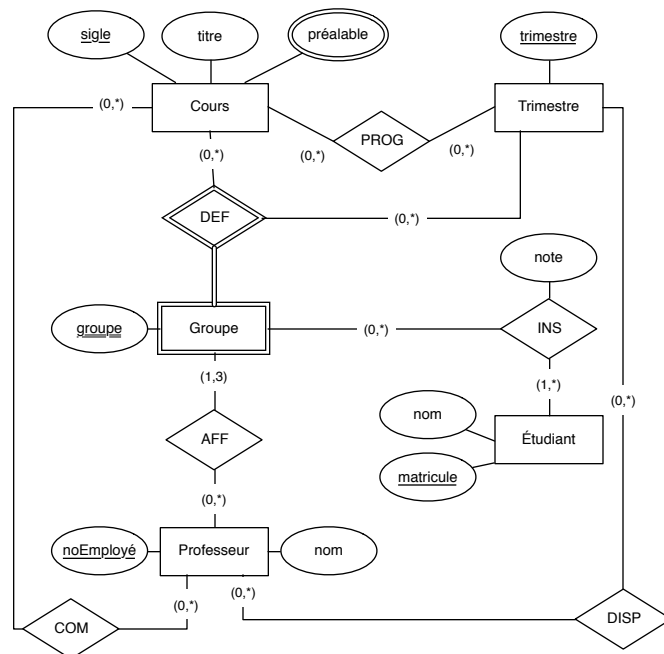 sigle
titre
préalable
trimestre
(0,*)
Cours
Trimestre
PROG
(0,*)
(0,*)
(0,*)
DEF
(0,*)
note
groupe
Groupe
(0,*)
INS
(1,3)
(1,*)
(0,*)
nom
AFF
Étudiant
matricule
(0,*)
noEmployé
Professeur
nom
(0,*)
(0,*)
COM
DISP